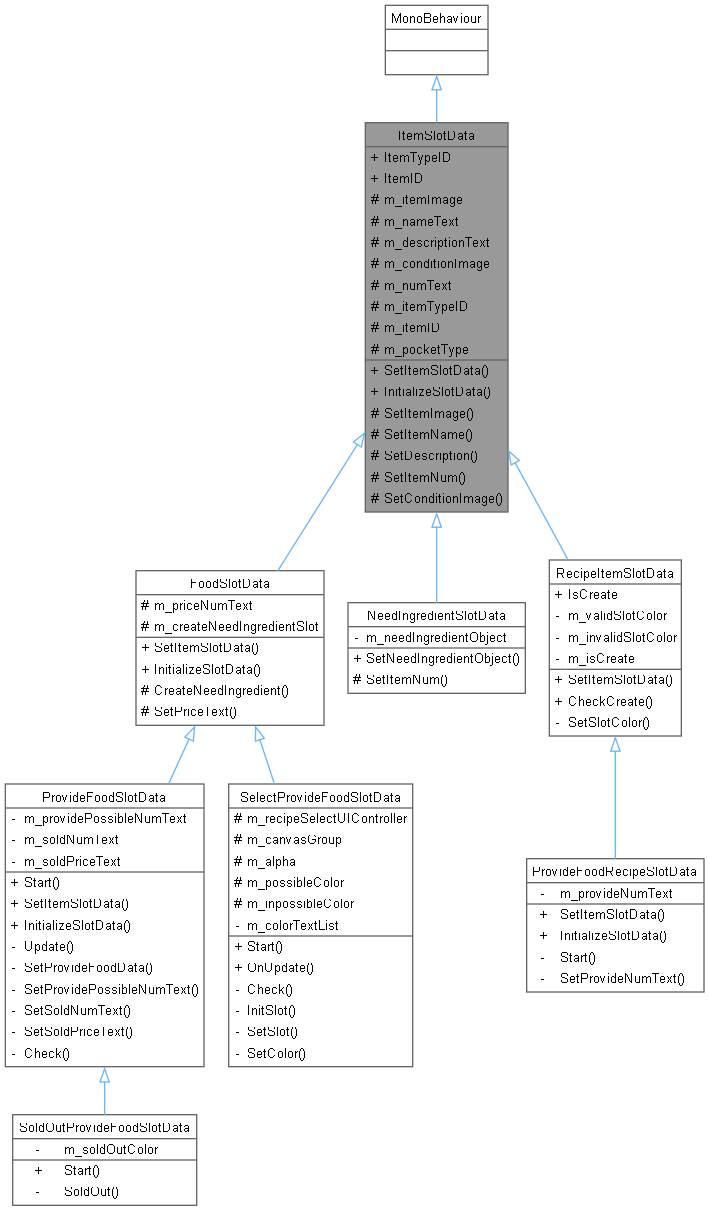 MonoBehaviour
ItemSlotData
+ ItemTypeID
+ ItemID
# m_itemImage
# m_nameText
# m_descriptionText
# m_conditionImage
# m_numText
# m_itemTypeID
# m_itemID
# m_pocketType
+ SetItemSlotData()
+ InitializeSlotData()
# SetItemImage()
# SetItemName()
# SetDescription()
# SetItemNum()
# SetConditionImage()
FoodSlotData
# m_priceNumText
# m_createNeedIngredientSlot
+ SetItemSlotData()
+ InitializeSlotData()
# CreateNeedIngredient()
# SetPriceText()
NeedIngredientSlotData
- m_needIngredientObject
+ SetNeedIngredientObject()
# SetItemNum()
RecipeItemSlotData
+ IsCreate
- m_validSlotColor
- m_invalidSlotColor
- m_isCreate
+ SetItemSlotData()
+ CheckCreate()
- SetSlotColor()
ProvideFoodSlotData
- m_providePossibleNumText
- m_soldNumText
- m_soldPriceText
+ Start()
+ SetItemSlotData()
+ InitializeSlotData()
- Update()
- SetProvideFoodData()
- SetProvidePossibleNumText()
- SetSoldNumText()
- SetSoldPriceText()
- Check()
SelectProvideFoodSlotData
# m_recipeSelectUIController
# m_canvasGroup
# m_alpha
# m_possibleColor
# m_inpossibleColor
- m_colorTextList
+ Start()
+ OnUpdate()
- Check()
- InitSlot()
- SetSlot()
- SetColor()
ProvideFoodRecipeSlotData
- m_provideNumText
+ SetItemSlotData()
+ InitializeSlotData()
- Start()
- SetProvideNumText()
SoldOutProvideFoodSlotData
- m_soldOutColor
+ Start()
- SoldOut()